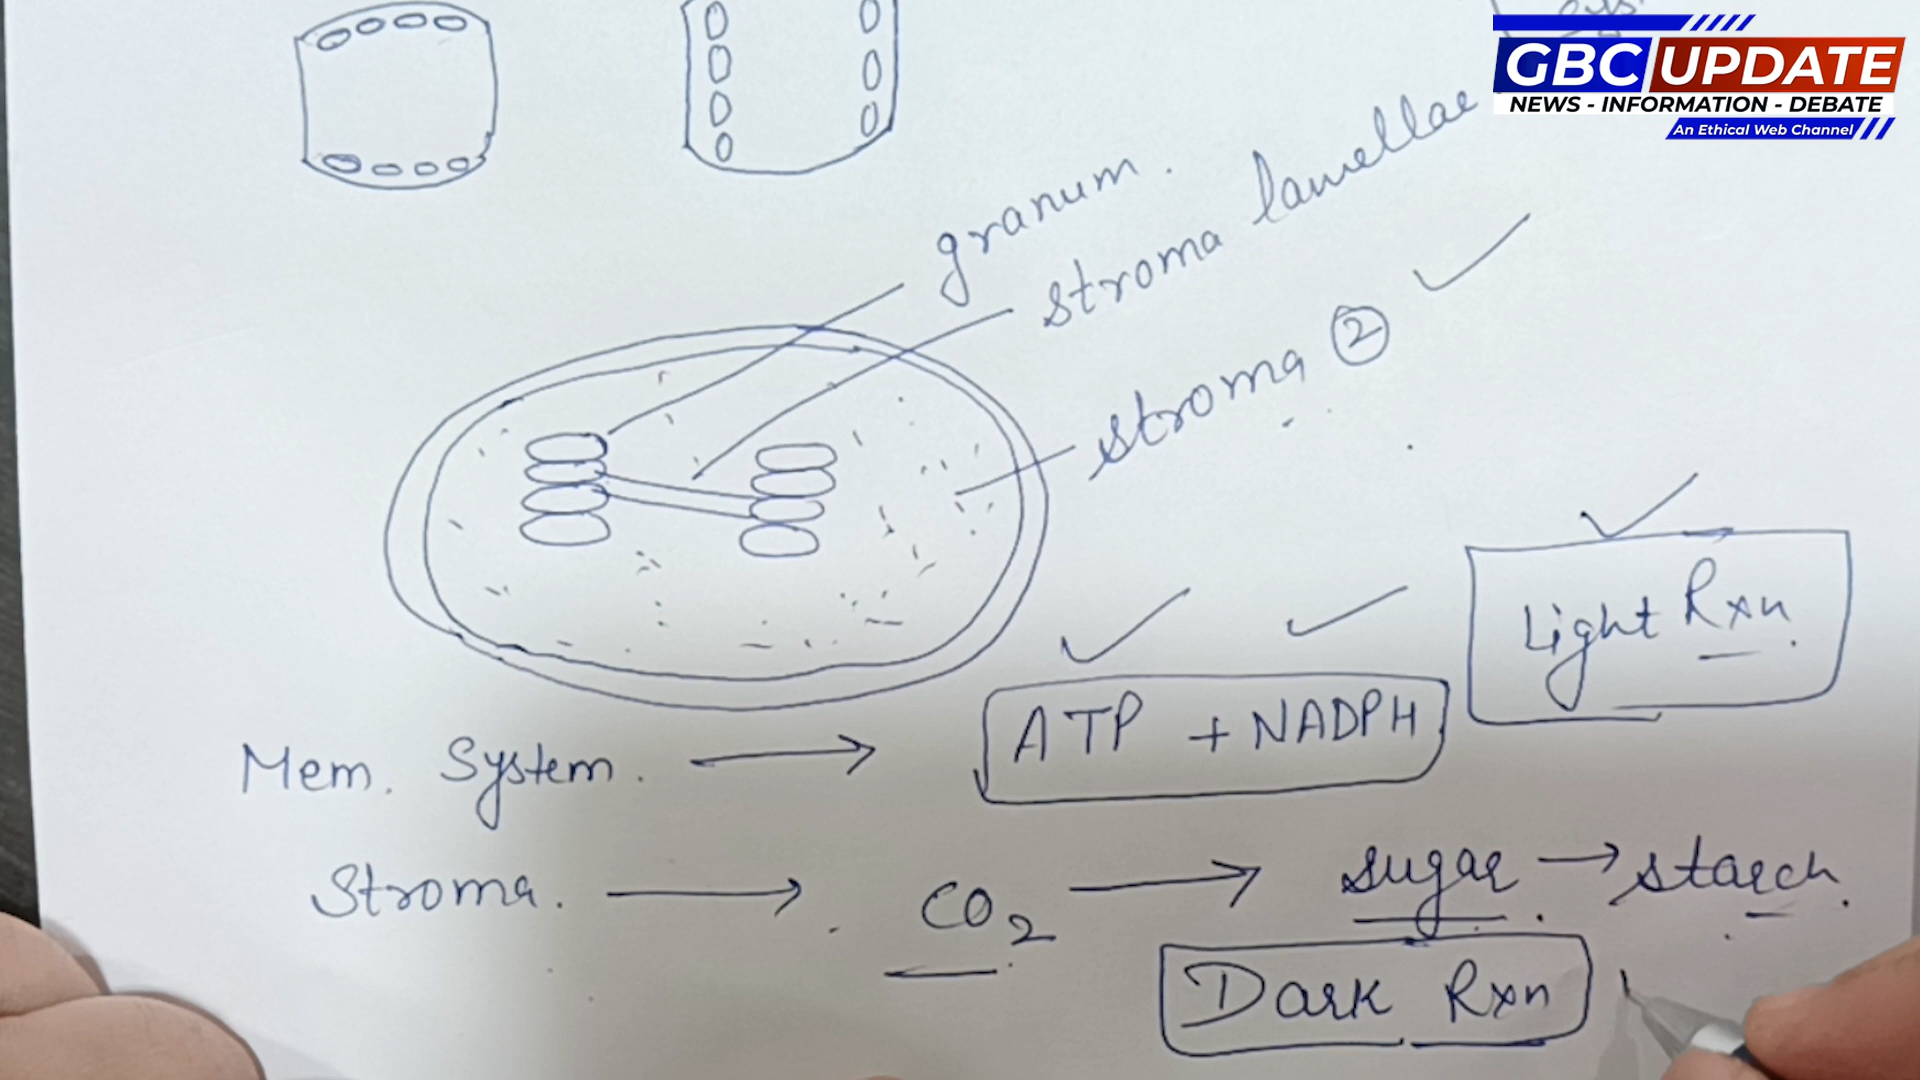 GBC UPDATE
NEWS - INFORMATION - DEBATE
An Ethical Web Channel
granum.
stroma lamellae
stroma ②
Light Rxn.
Mem. System. → ATP + NADPH
Stroma. → CO2 → sugar. → starch.
Dark Rxn